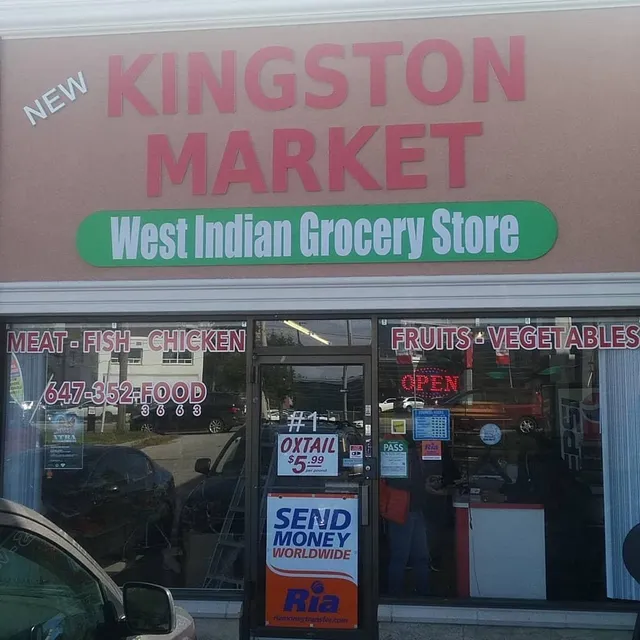 NEW
KINGSTON
MARKET
West Indian Grocery Store
MEAT - FISH - CHICKEN
FRUITS - VEGETABLES
647-352-FOOD
3663
OPEN
#1
OXTAIL
$5.99
PASS
PEPSI
SEND
MONEY
WORLDWIDE
Ria